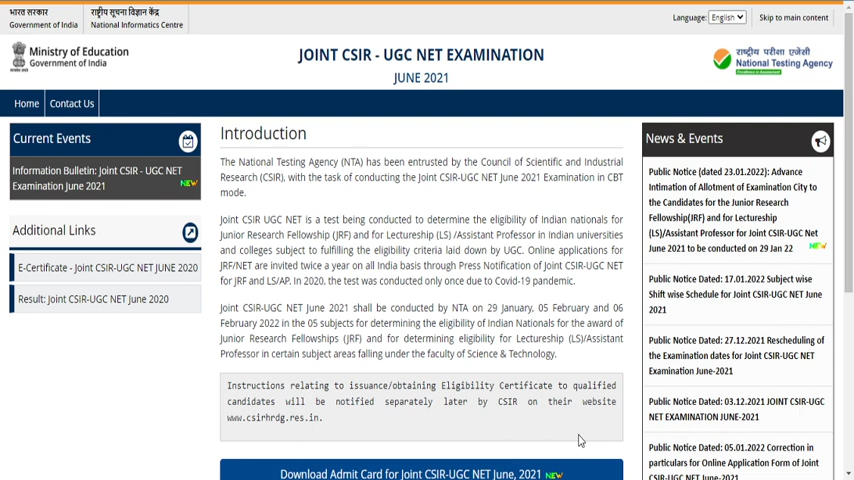 भारत सरकार
Government of India
राष्ट्रीय सूचना विज्ञान केंद्र
National Informatics Centre
Language: English
Skip to main content
Ministry of Education
Government of India
JOINT CSIR - UGC NET EXAMINATION
JUNE 2021
राष्ट्रीय परीक्षा एजेंसी
National Testing Agency
Excellence in Assessment
Home
Contact Us
Current Events
Information Bulletin: Joint CSIR - UGC NET
Examination June 2021 NEW
Additional Links
E-Certificate - Joint CSIR-UGC NET JUNE 2020
Result: Joint CSIR-UGC NET June 2020
Introduction
The National Testing Agency (NTA) has been entrusted by the Council of Scientific and Industrial
Research (CSIR), with the task of conducting the Joint CSIR-UGC NET June 2021 Examination in CBT
mode.
Joint CSIR UGC NET is a test being conducted to determine the eligibility of Indian nationals for
Junior Research Fellowship (JRF) and for Lectureship (LS) /Assistant Professor in Indian universities
and colleges subject to fulfilling the eligibility criteria laid down by UGC. Online applications for
JRF/NET are invited twice a year on all India basis through Press Notification of Joint CSIR-UGC NET
for JRF and LS/AP. In 2020, the test was conducted only once due to Covid-19 pandemic.
Joint CSIR-UGC NET June 2021 shall be conducted by NTA on 29 January, 05 February and 06
February 2022 in the 05 subjects for determining the eligibility of Indian Nationals for the award of
Junior Research Fellowships (JRF) and for determining eligibility for Lectureship (LS)/Assistant
Professor in certain subject areas falling under the faculty of Science & Technology.
Instructions relating to issuance/obtaining Eligibility Certificate to qualified
candidates will be notified separately later by CSIR on their website
www.csirhrdg.res.in.
Download Admit Card for Joint CSIR-UGC NET June, 2021 NEW
News & Events
Public Notice (dated 23.01.2022): Advance
Intimation of Allotment of Examination City to
the Candidates for the Junior Research
Fellowship(JRF) and for Lectureship
(LS)/Assistant Professor for Joint CSIR-UGC Net
June 2021 to be conducted on 29 Jan 22 NEW
Public Notice Dated: 17.01.2022 Subject wise
Shift wise Schedule for Joint CSIR-UGC NET June
2021
Public Notice Dated: 27.12.2021 Rescheduling of
the Examination dates for Joint CSIR-UGC NET
Examination June-2021
Public Notice Dated: 03.12.2021 JOINT CSIR-UGC
NET EXAMINATION JUNE-2021
Public Notice Dated: 05.01.2022 Correction in
particulars for Online Application Form of Joint
CSIR-UGC NET June-2021